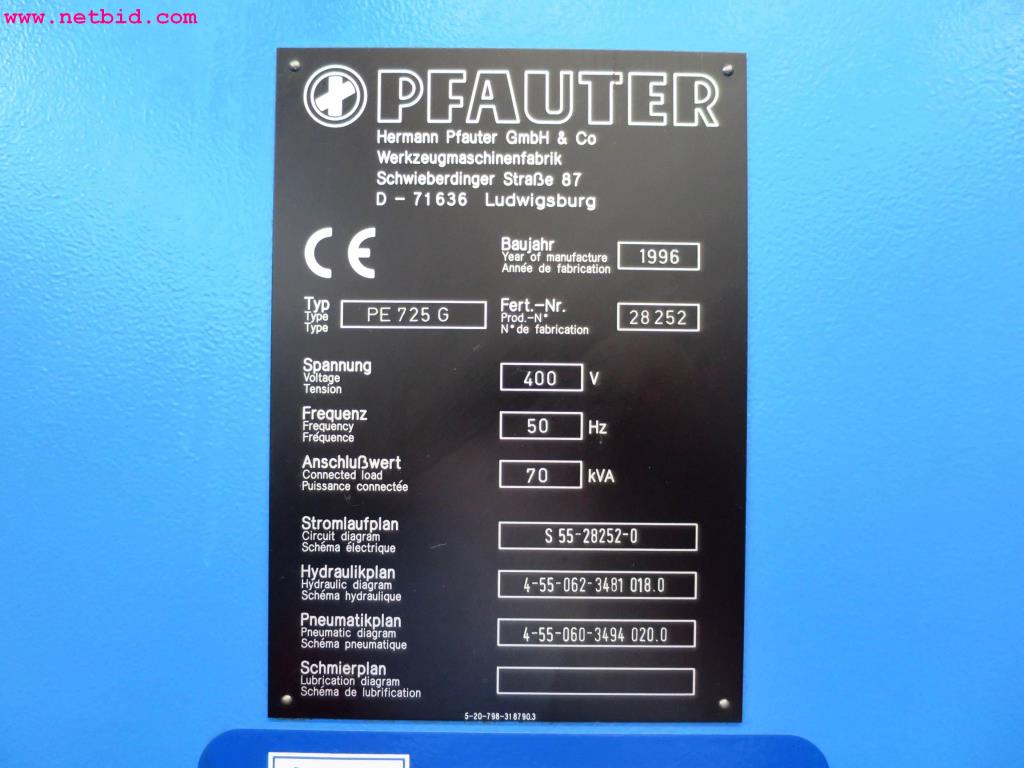 www.netbid.com
PFAUTER
Hermann Pfauter GmbH & Co
Werkzeugmaschinenfabrik
Schwieberdinger Straße 87
D - 71636 Ludwigsburg
CE
Baujahr
Year of manufacture
Année de fabrication
1996
Typ
Type
Type
PE 725 G
Fert.-Nr.
Prod.-N°
N° de fabrication
28 252
Spannung
Voltage
Tension
400 V
Frequenz
Frequency
Fréquence
50 Hz
Anschlußwert
Connected load
Puissance connectée
70 kVA
Stromlaufplan
Circuit diagram
Schéma électrique
S 55-28252-0
Hydraulikplan
Hydraulic diagram
Schéma hydraulique
4-55-062-3481 018.0
Pneumatikplan
Pneumatic diagram
Schéma pneumatique
4-55-060-3494 020.0
Schmierplan
Lubrication diagram
Schéma de lubrification
5-20-798-318790.3